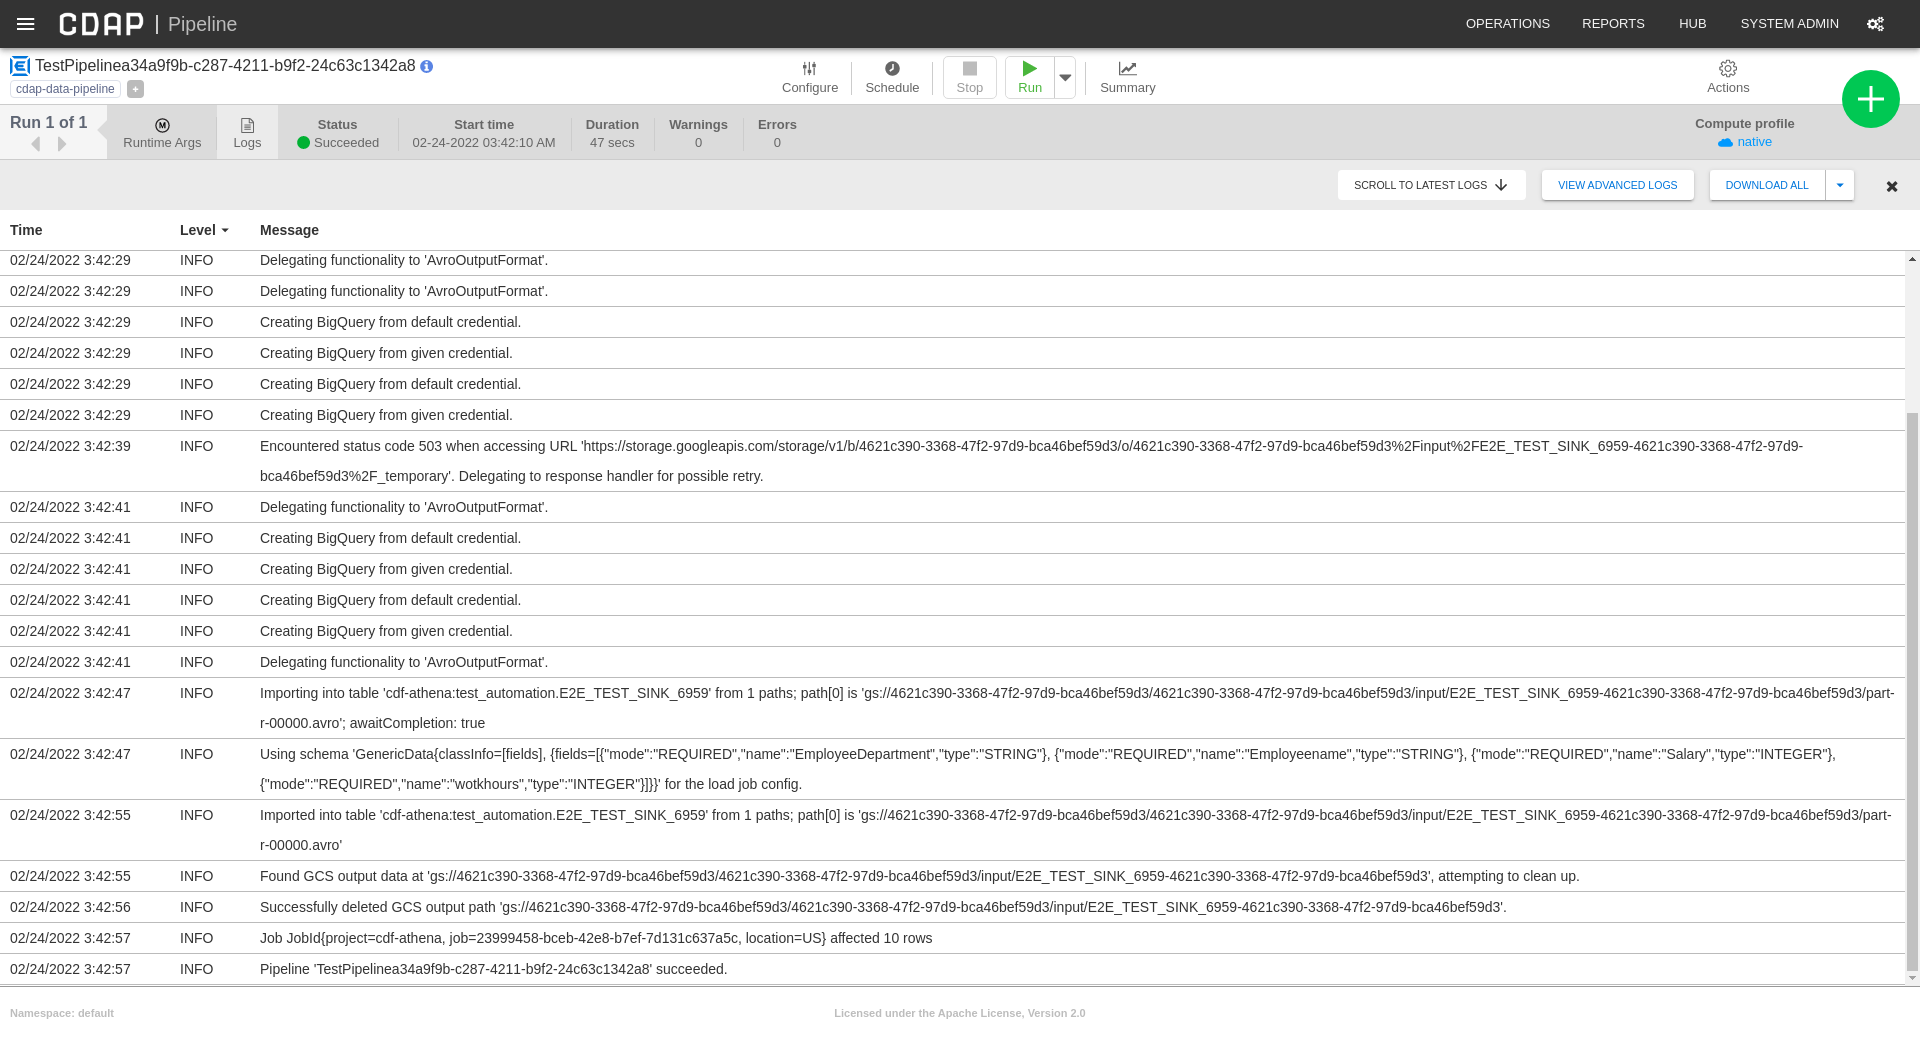 CDAP | Pipeline
OPERATIONS REPORTS HUB SYSTEM ADMIN
TestPipelinea34a9f9b-c287-4211-b9f2-24c63c1342a8
cdap-data-pipeline +
Configure Schedule Stop Run Summary Actions
Run 1 of 1
Runtime Args Logs
Status Start time Duration Warnings Errors Compute profile
Succeeded 02-24-2022 03:42:10 AM 47 secs 0 0 native
SCROLL TO LATEST LOGS VIEW ADVANCED LOGS DOWNLOAD ALL
Time Level Message
02/24/2022 3:42:29 INFO Delegating functionality to 'AvroOutputFormat'.
02/24/2022 3:42:29 INFO Delegating functionality to 'AvroOutputFormat'.
02/24/2022 3:42:29 INFO Creating BigQuery from default credential.
02/24/2022 3:42:29 INFO Creating BigQuery from given credential.
02/24/2022 3:42:29 INFO Creating BigQuery from default credential.
02/24/2022 3:42:29 INFO Creating BigQuery from given credential.
02/24/2022 3:42:39 INFO Encountered status code 503 when accessing URL 'https://storage.googleapis.com/storage/v1/b/4621c390-3368-47f2-97d9-bca46bef59d3/o/4621c390-3368-47f2-97d9-bca46bef59d3%2Finput%2FE2E_TEST_SINK_6959-4621c390-3368-47f2-97d9-
bca46bef59d3%2F_temporary'. Delegating to response handler for possible retry.
02/24/2022 3:42:41 INFO Delegating functionality to 'AvroOutputFormat'.
02/24/2022 3:42:41 INFO Creating BigQuery from default credential.
02/24/2022 3:42:41 INFO Creating BigQuery from given credential.
02/24/2022 3:42:41 INFO Creating BigQuery from default credential.
02/24/2022 3:42:41 INFO Creating BigQuery from given credential.
02/24/2022 3:42:41 INFO Delegating functionality to 'AvroOutputFormat'.
02/24/2022 3:42:47 INFO Importing into table 'cdf-athena:test_automation.E2E_TEST_SINK_6959' from 1 paths; path[0] is 'gs://4621c390-3368-47f2-97d9-bca46bef59d3/4621c390-3368-47f2-97d9-bca46bef59d3/input/E2E_TEST_SINK_6959-4621c390-3368-47f2-97d9-bca46bef59d3/part-
r-00000.avro'; awaitCompletion: true
02/24/2022 3:42:47 INFO Using schema 'GenericData{classInfo=[fields], {fields=[{"mode":"REQUIRED","name":"EmployeeDepartment","type":"STRING"}, {"mode":"REQUIRED","name":"Employeename","type":"STRING"}, {"mode":"REQUIRED","name":"Salary","type":"INTEGER"},
{"mode":"REQUIRED","name":"wotkhours","type":"INTEGER"}]}}' for the load job config.
02/24/2022 3:42:55 INFO Imported into table 'cdf-athena:test_automation.E2E_TEST_SINK_6959' from 1 paths; path[0] is 'gs://4621c390-3368-47f2-97d9-bca46bef59d3/4621c390-3368-47f2-97d9-bca46bef59d3/input/E2E_TEST_SINK_6959-4621c390-3368-47f2-97d9-bca46bef59d3/part-
r-00000.avro'
02/24/2022 3:42:55 INFO Found GCS output data at 'gs://4621c390-3368-47f2-97d9-bca46bef59d3/4621c390-3368-47f2-97d9-bca46bef59d3/input/E2E_TEST_SINK_6959-4621c390-3368-47f2-97d9-bca46bef59d3', attempting to clean up.
02/24/2022 3:42:56 INFO Successfully deleted GCS output path 'gs://4621c390-3368-47f2-97d9-bca46bef59d3/4621c390-3368-47f2-97d9-bca46bef59d3/input/E2E_TEST_SINK_6959-4621c390-3368-47f2-97d9-bca46bef59d3'.
02/24/2022 3:42:57 INFO Job JobId{project=cdf-athena, job=23999458-bceb-42e8-b7ef-7d131c637a5c, location=US} affected 10 rows
02/24/2022 3:42:57 INFO Pipeline 'TestPipelinea34a9f9b-c287-4211-b9f2-24c63c1342a8' succeeded.
Namespace: default Licensed under the Apache License, Version 2.0